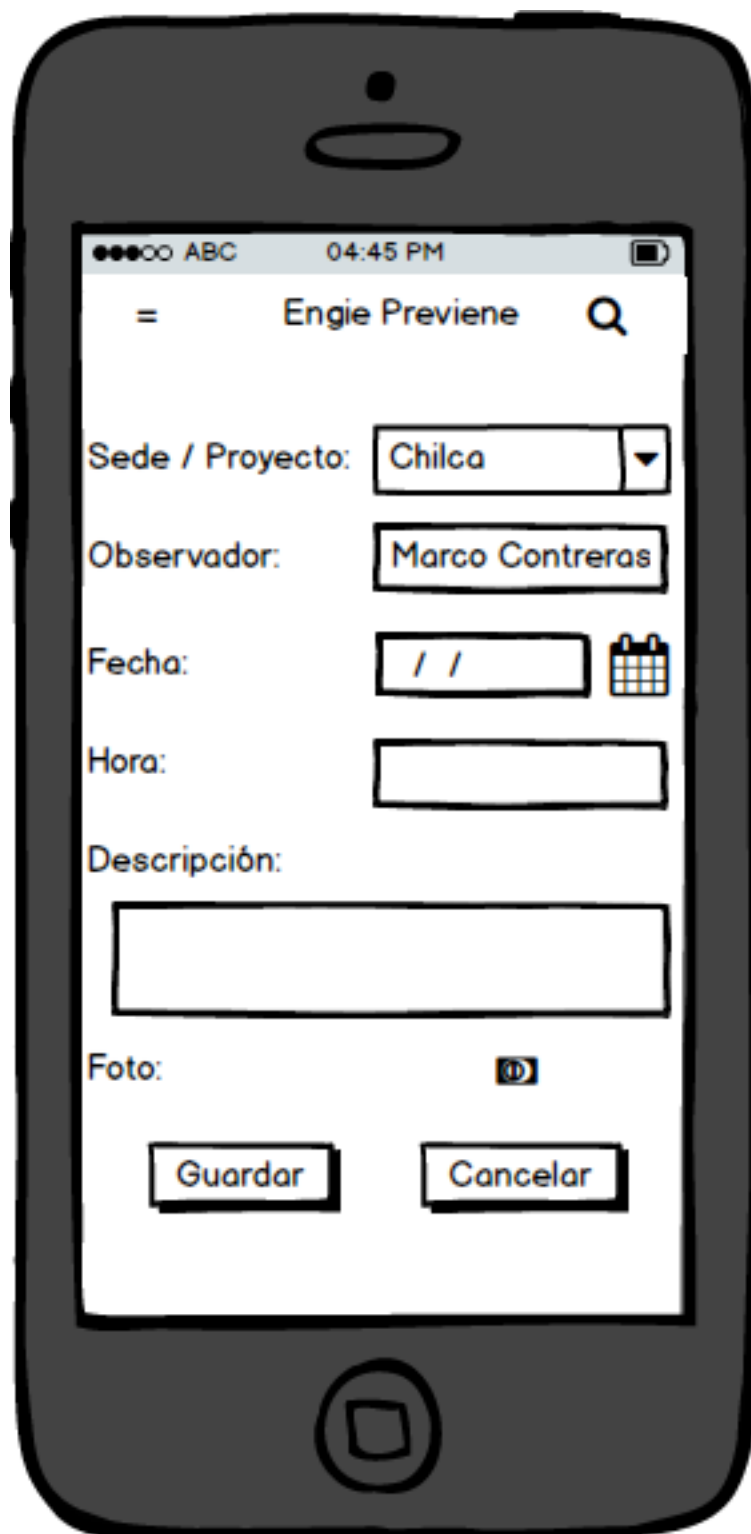 ABC 04:45 PM
= Engie Previene
Sede / Proyecto: Chilca
Observador: Marco Contreras
Fecha: / /
Hora:
Descripción:
Foto:
Guardar Cancelar